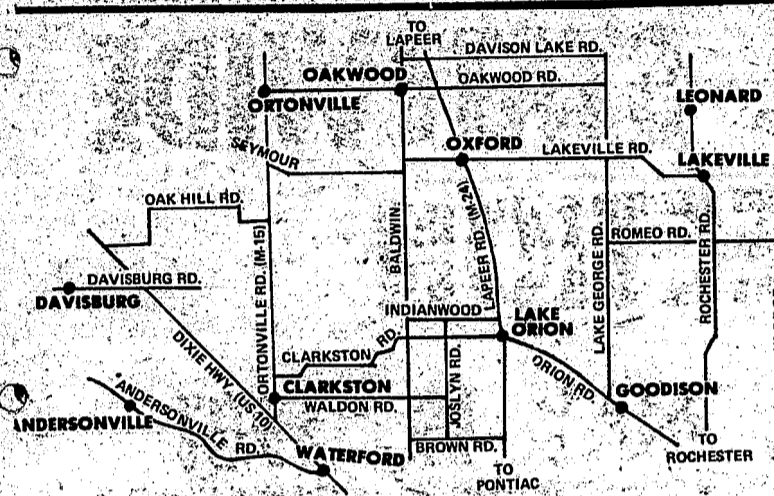 TO
LAPEER
DAVISON LAKE RD.
OAKWOOD
OAKWOOD RD.
ORTONVILLE
LEONARD
SEYMOUR
OXFORD
LAKEVILLE RD.
LAKEVILLE
OAK HILL RD.
ORTONVILLE RD. (M-15)
BALDWIN
LAPEER RD. (M-24)
LAKE GEORGE RD.
ROMEO RD.
ROCHESTER RD.
DAVISBURG RD.
DAVISBURG
INDIANWOOD
LAKE
ORION
DIXIE HWY. (US-10)
CLARKSTON RD.
JOSLYN RD.
ORION RD.
CLARKSTON
WALDON RD.
GOODISON
ANDERSONVILLE RD.
ANDERSONVILLE
BROWN RD.
WATERFORD
TO
PONTIAC
TO
ROCHESTER